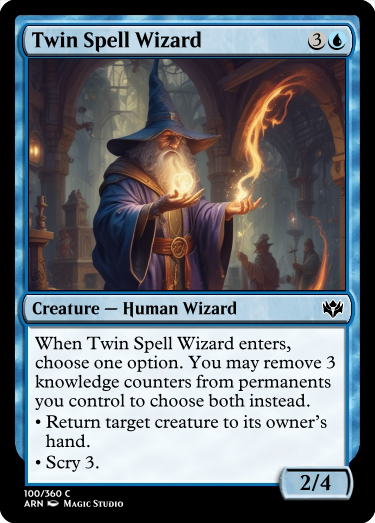 Twin Spell Wizard 3
Creature — Human Wizard
When Twin Spell Wizard enters,
choose one option. You may remove 3
knowledge counters from permanents
you control to choose both instead.
• Return target creature to its owner's
hand.
• Scry 3.
2/4
100/360 C
ARN Magic Studio